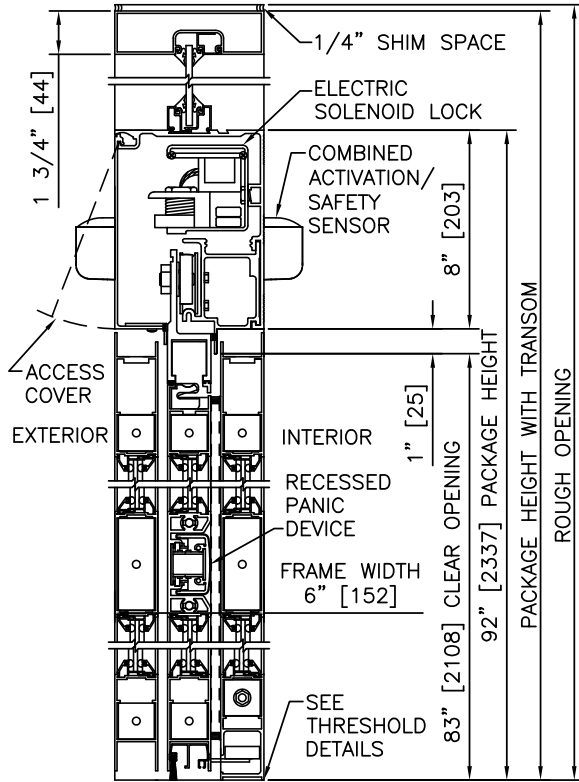 1/4" SHIM SPACE
1 3/4" [44]
ELECTRIC
SOLENOID LOCK
COMBINED
ACTIVATION/
SAFETY
SENSOR
8" [203]
ACCESS
COVER
EXTERIOR
INTERIOR
1" [25]
RECESSED
PANIC
DEVICE
FRAME WIDTH
6" [152]
83" [2108] CLEAR OPENING
92" [2337] PACKAGE HEIGHT
PACKAGE HEIGHT WITH TRANSOM
ROUGH OPENING
SEE
THRESHOLD
DETAILS